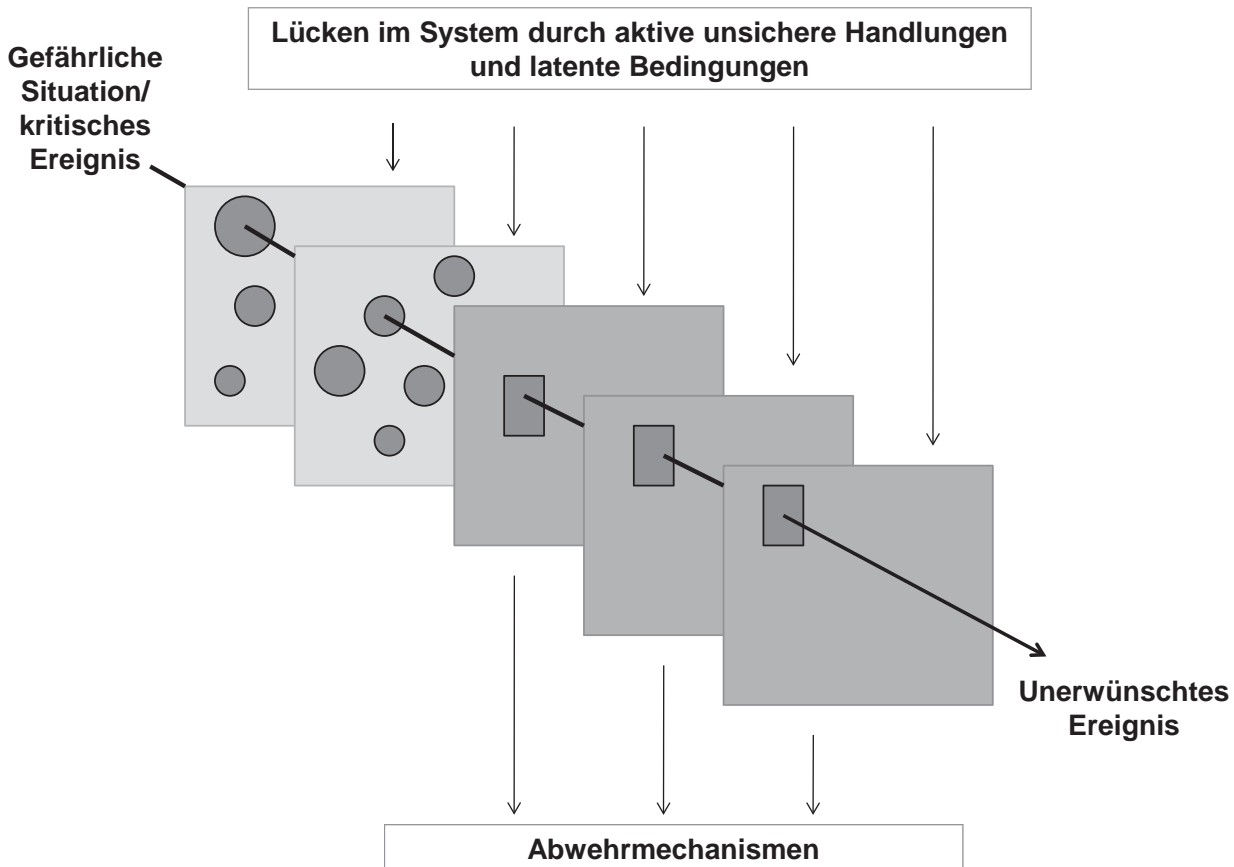 Lücken im System durch aktive unsichere Handlungen
und latente Bedingungen
Gefährliche
Situation/
kritisches
Ereignis
Unerwünschtes
Ereignis
Abwehrmechanismen